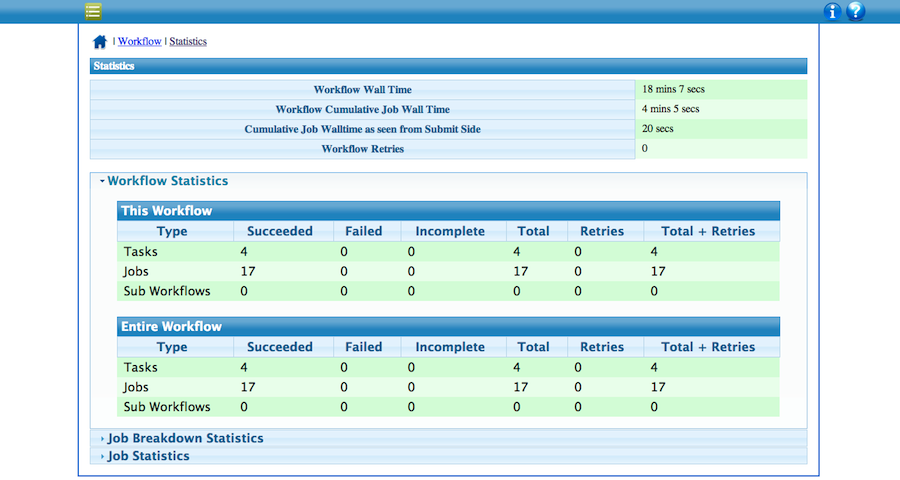 | Workflow | Statistics
Statistics
Workflow Wall Time 18 mins 7 secs
Workflow Cumulative Job Wall Time 4 mins 5 secs
Cumulative Job Walltime as seen from Submit Side 20 secs
Workflow Retries 0
Workflow Statistics
This Workflow
Type Succeeded Failed Incomplete Total Retries Total + Retries
Tasks 4 0 0 4 0 4
Jobs 17 0 0 17 0 17
Sub Workflows 0 0 0 0 0 0
Entire Workflow
Type Succeeded Failed Incomplete Total Retries Total + Retries
Tasks 4 0 0 4 0 4
Jobs 17 0 0 17 0 17
Sub Workflows 0 0 0 0 0 0
Job Breakdown Statistics
Job Statistics